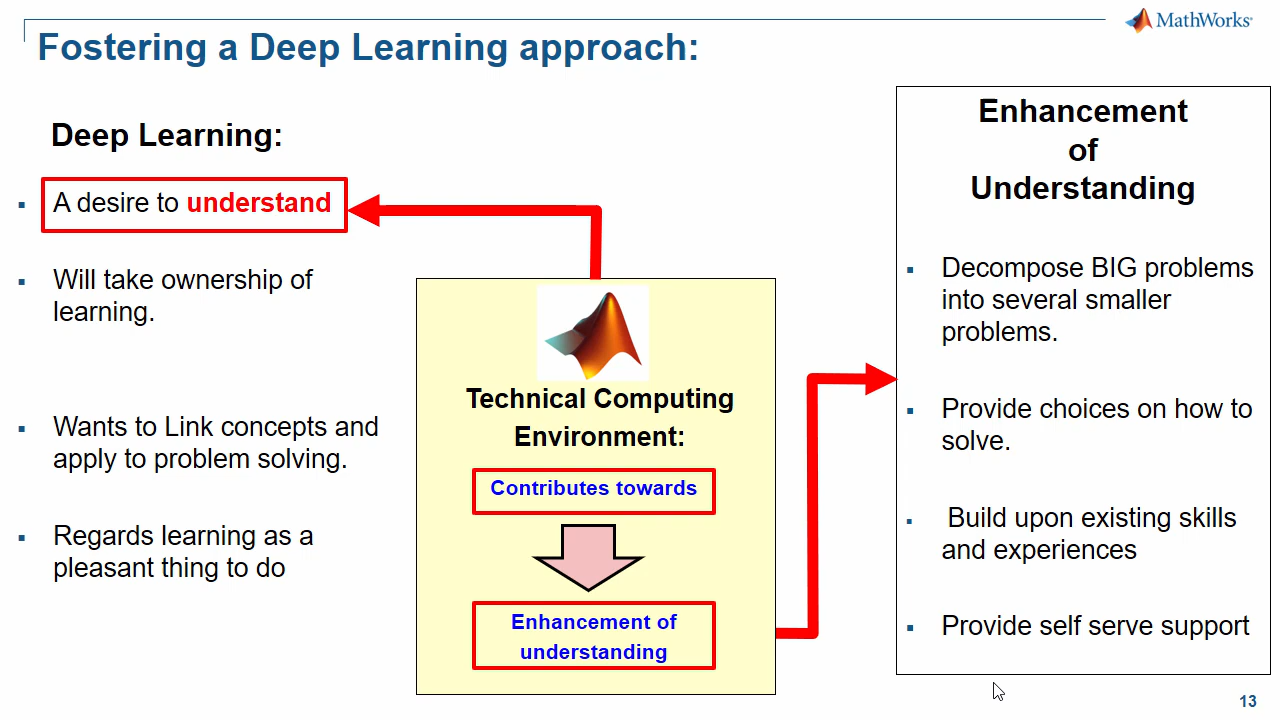 MathWorks
Fostering a Deep Learning approach:
Deep Learning:
A desire to understand
Will take ownership of
learning.
Wants to Link concepts and
apply to problem solving.
Regards learning as a
pleasant thing to do
Technical Computing
Environment:
Contributes towards
Enhancement of
understanding
Enhancement
of
Understanding
Decompose BIG problems
into several smaller
problems.
Provide choices on how to
solve.
Build upon existing skills
and experiences
Provide self serve support
13